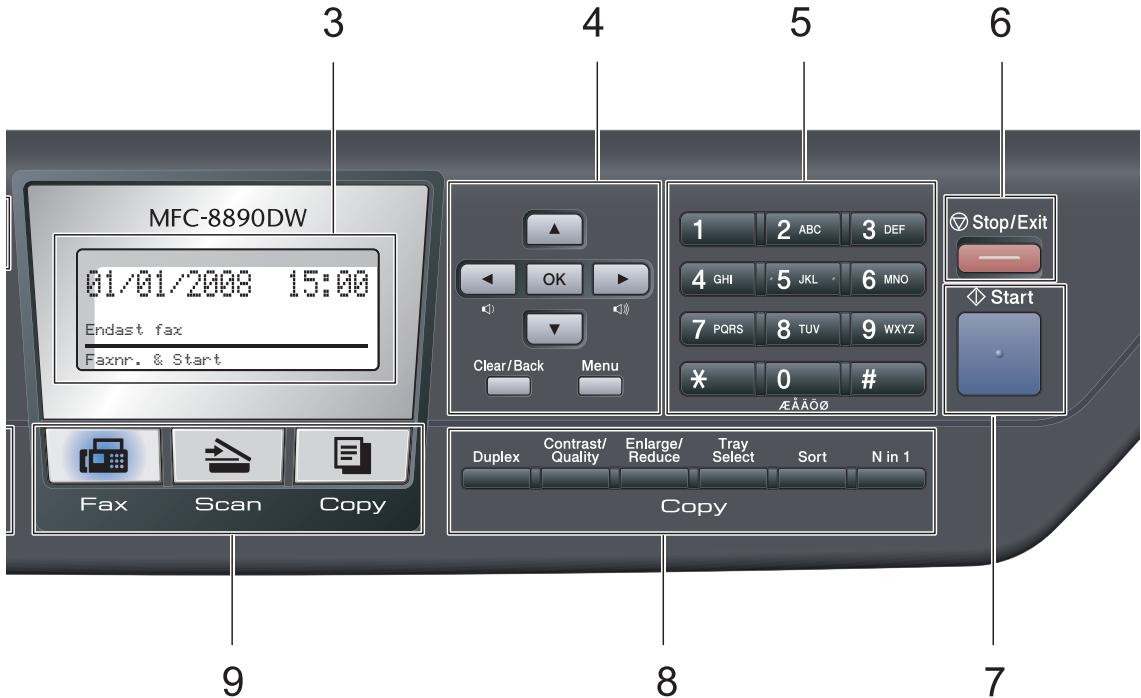 3 4 5 6
MFC-8890DW
01/01/2008 15:00
Endast fax
Faxnr. & Start
Fax Scan Copy
OK
Clear/Back Menu
1 2 ABC 3 DEF
4 GHI 5 JKL 6 MNO
7 PQRS 8 TUV 9 WXYZ
* 0 #
ÆÅÄÖØ
Stop/Exit
Start
Duplex Contrast/ Quality Enlarge/ Reduce Tray Select Sort N in 1
Copy
9 8 7